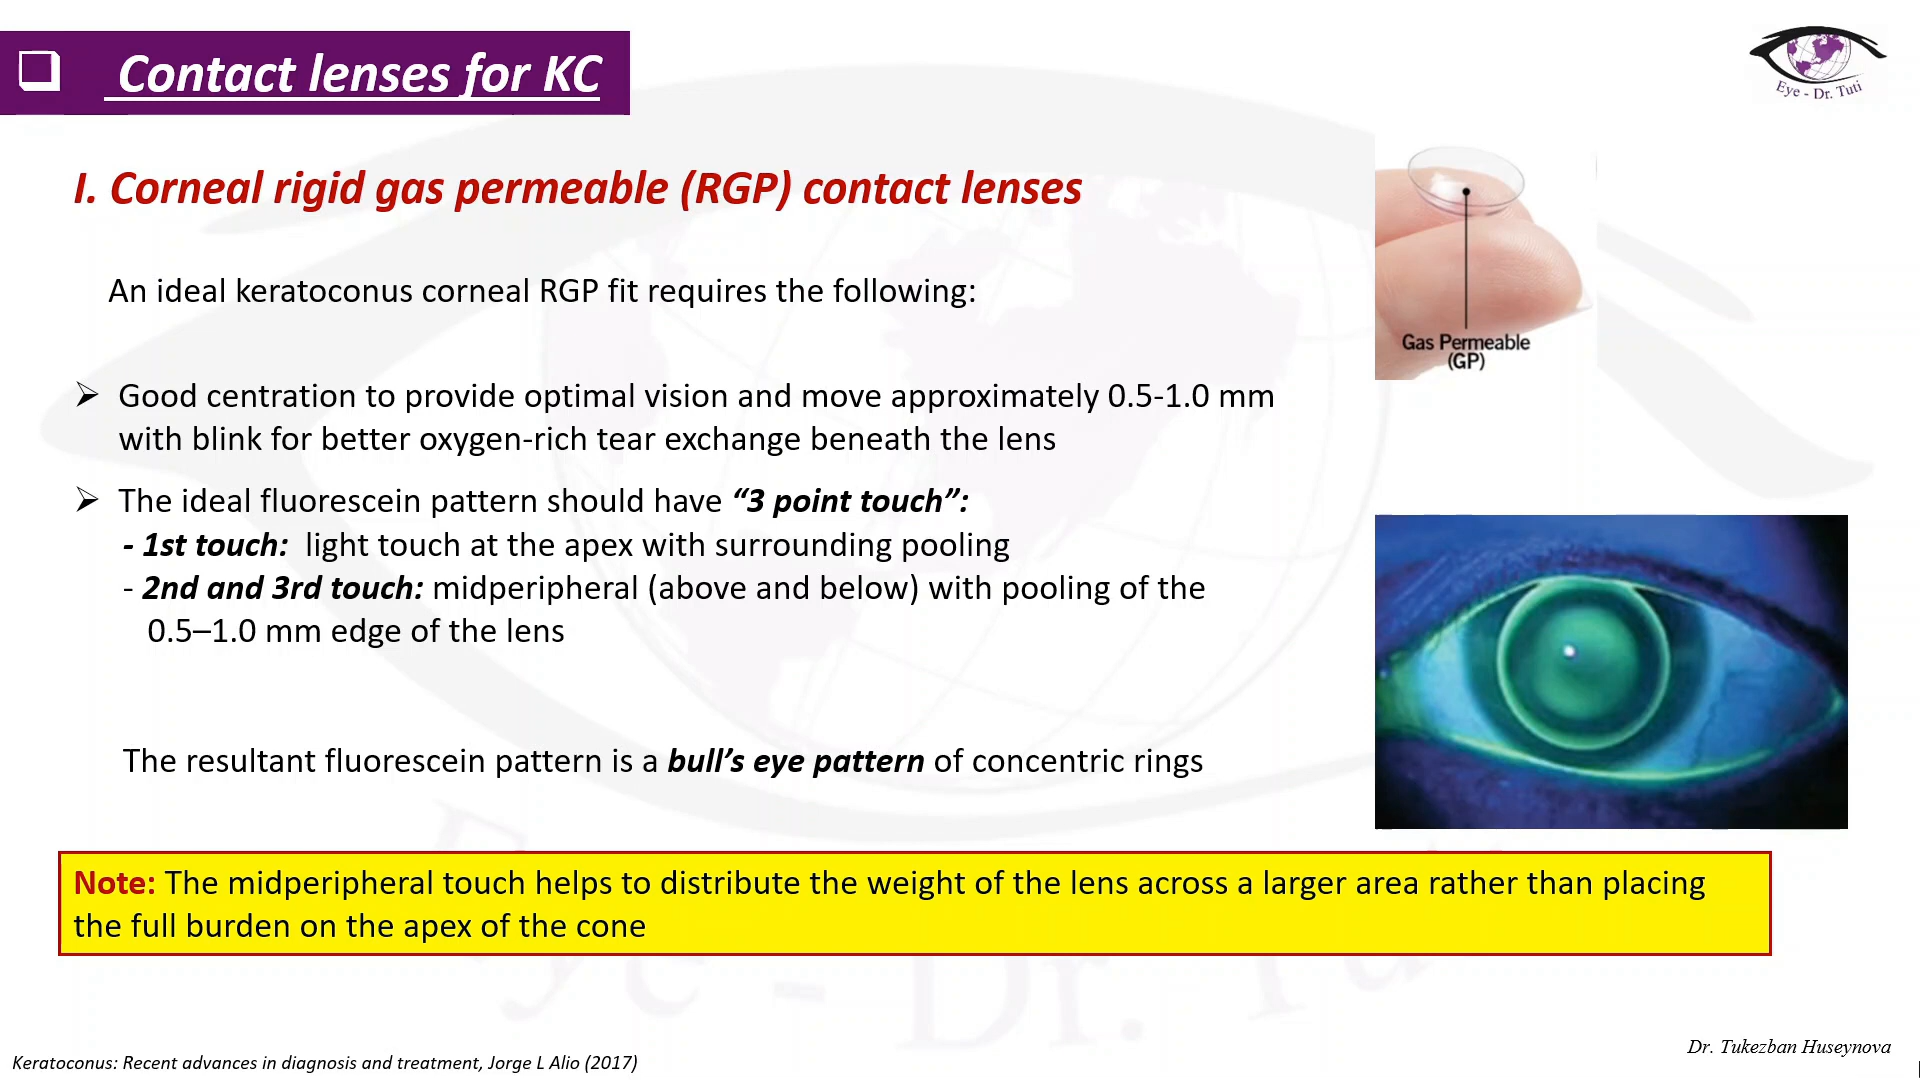 Contact lenses for KC
Eye - Dr. Tuti
I. Corneal rigid gas permeable (RGP) contact lenses
An ideal keratoconus corneal RGP fit requires the following:
Gas Permeable
(GP)
➢ Good centration to provide optimal vision and move approximately 0.5-1.0 mm
with blink for better oxygen-rich tear exchange beneath the lens
➢ The ideal fluorescein pattern should have “3 point touch”:
- 1st touch: light touch at the apex with surrounding pooling
- 2nd and 3rd touch: midperipheral (above and below) with pooling of the
0.5–1.0 mm edge of the lens
The resultant fluorescein pattern is a bull’s eye pattern of concentric rings
Note: The midperipheral touch helps to distribute the weight of the lens across a larger area rather than placing
the full burden on the apex of the cone
Eye - Dr. Tuti
Dr. Tukezban Huseynova
Keratoconus: Recent advances in diagnosis and treatment, Jorge L Alio (2017)